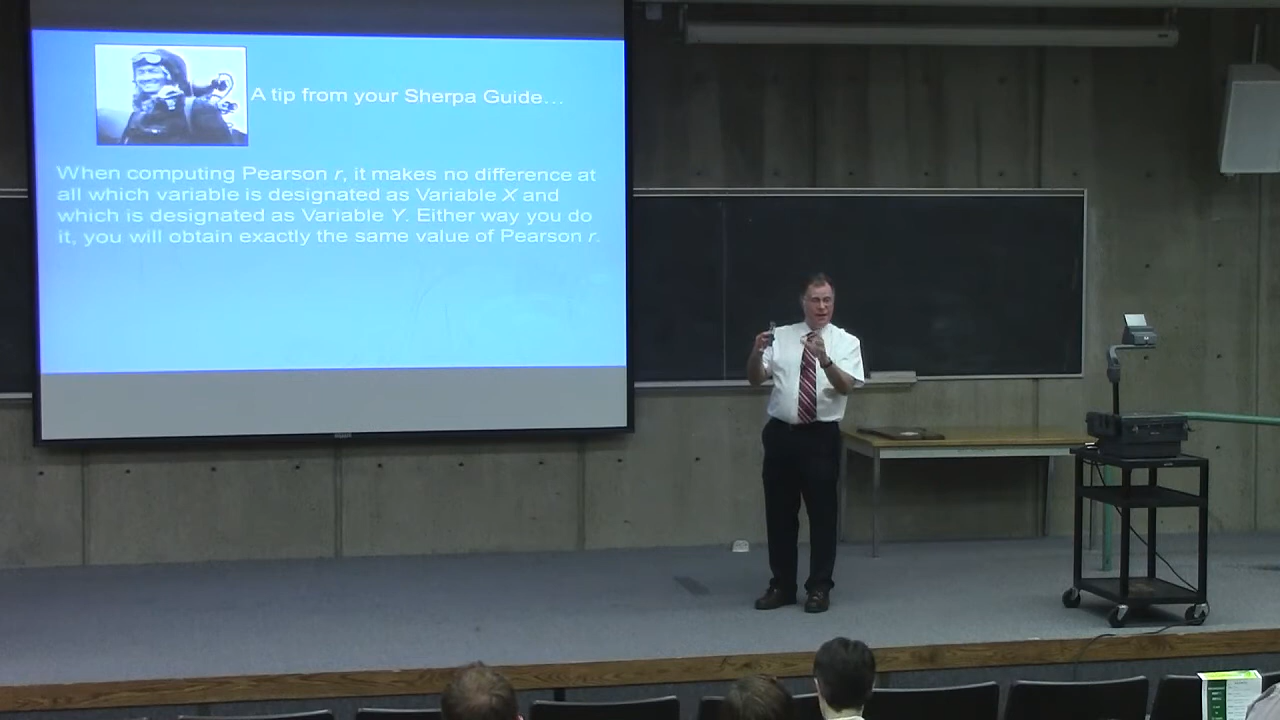 A tip from your Sherpa Guide…
When computing Pearson r, it makes no difference at
all which variable is designated as Variable X and
which is designated as Variable Y. Either way you do
it, you will obtain exactly the same value of Pearson r.